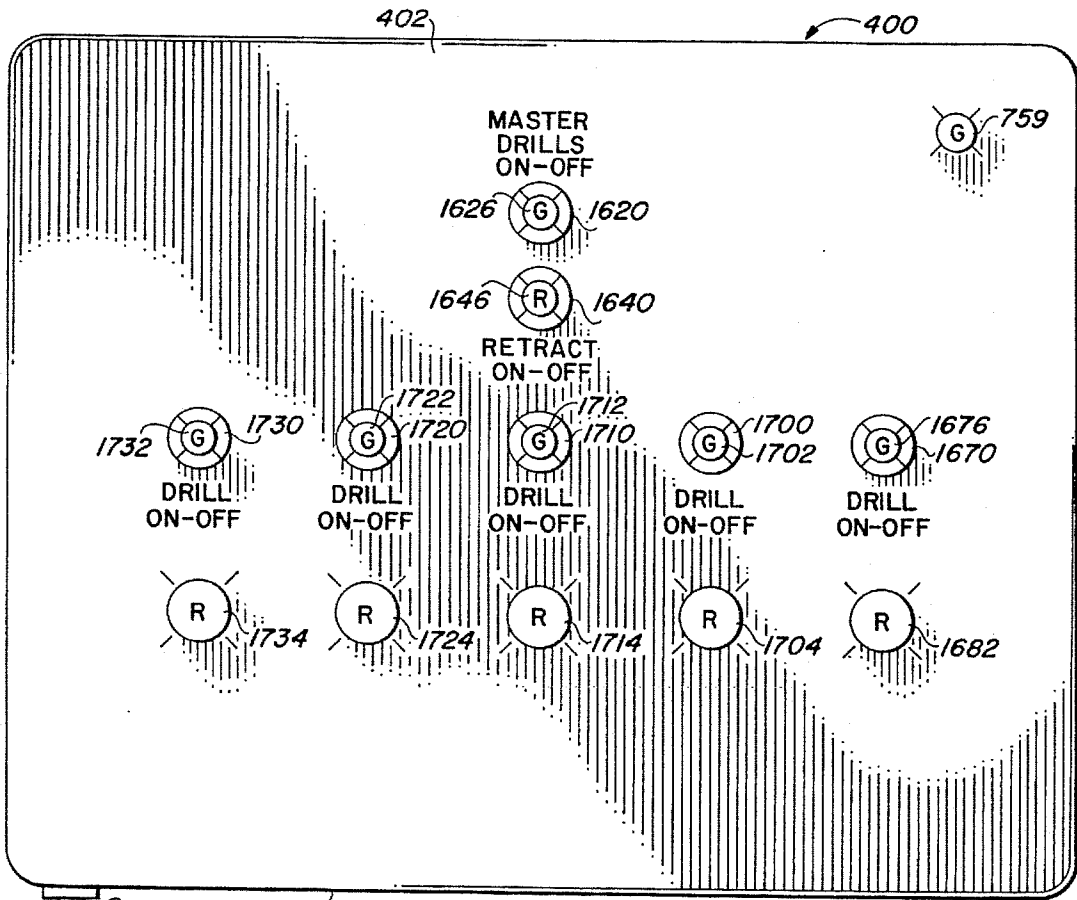 402
400
G 759
MASTER
DRILLS
ON-OFF
1626 G 1620
1646 R 1640
RETRACT
ON-OFF
1732 G 1730
1722 G 1720
1712 G 1710
G 1700 1702
G 1676 1670
DRILL
ON-OFF
DRILL
ON-OFF
DRILL
ON-OFF
DRILL
ON-OFF
DRILL
ON-OFF
R 1734
R 1724
R 1714
R 1704
R 1682